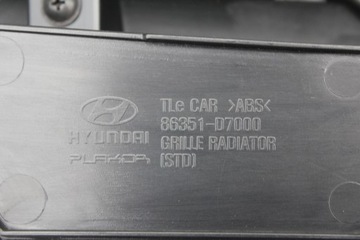 TLe CAR >ABS<
86351-D7000
HYUNDAI
GRILLE RADIATOR
PLAKOR
(STD)